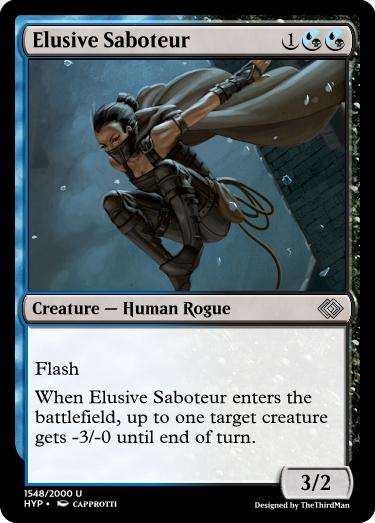 Elusive Saboteur 1
Creature — Human Rogue
Flash
When Elusive Saboteur enters the
battlefield, up to one target creature
gets -3/-0 until end of turn.
3/2
1548/2000 U
HYP • CAPPROTTI
Designed by TheThirdMan